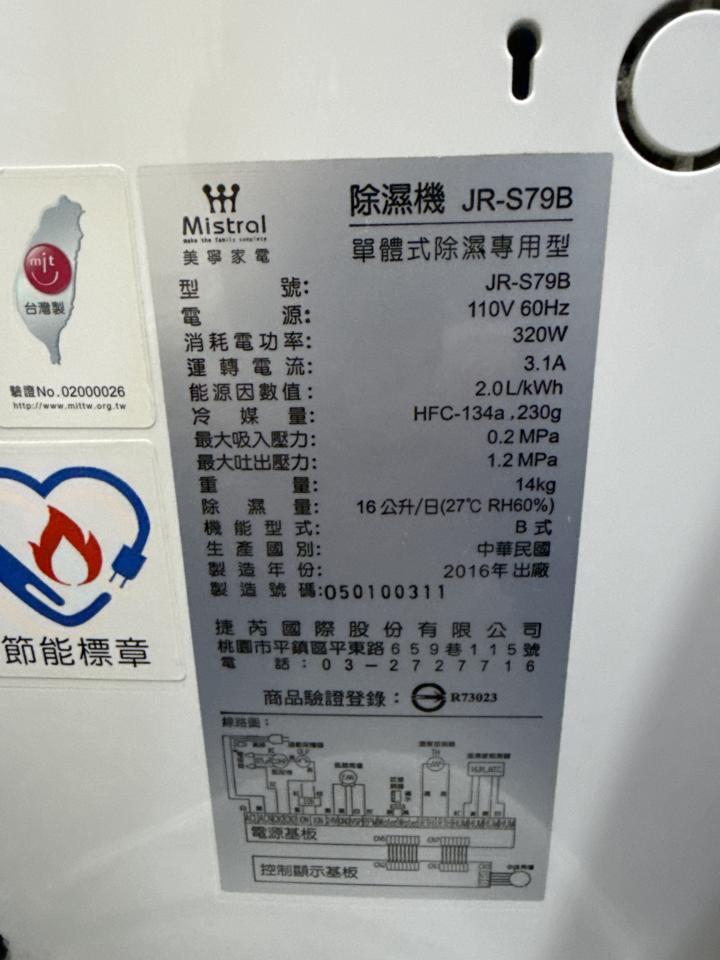 Mistral
make the family complete
美寧家電
除濕機 JR-S79B
單體式除濕專用型
型號: JR-S79B
電源: 110V 60Hz
消耗電功率: 320W
運轉電流: 3.1A
能源因數值: 2.0L/kWh
冷媒量: HFC-134a,230g
最大吸入壓力: 0.2 MPa
最大吐出壓力: 1.2 MPa
重量: 14kg
除濕量: 16公升/日(27℃ RH60%)
機能型式: B式
生產國別: 中華民國
製造年份: 2016年出廠
製造號碼:050100311
捷芮國際股份有限公司
桃園市平鎮區平東路659巷115號
電話:03-2727716
商品驗證登錄: R73023
線路圖:
電源基板
控制顯示基板
mit
台灣製
驗證No.02000026
http://www.mittw.org.tw
節能標章